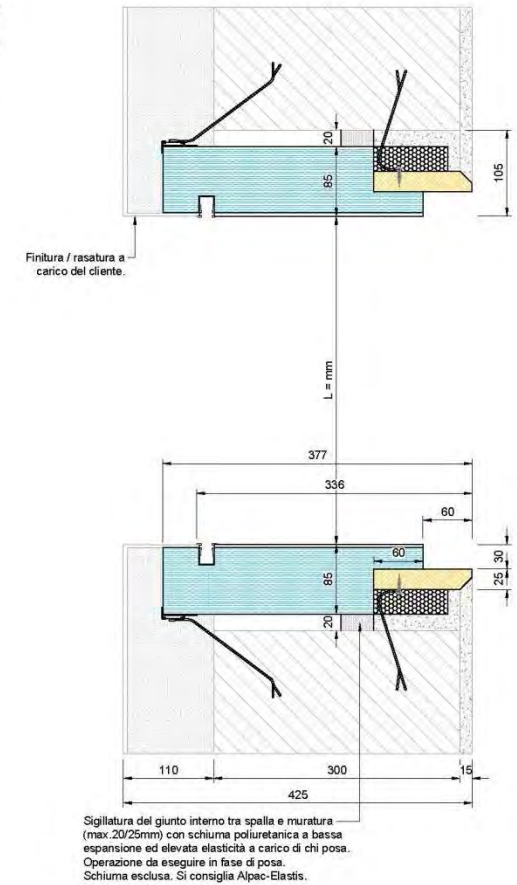 20
85
105
Finitura / rasatura a
carico del cliente.
L = mm
377
336
60
60
30
85
25
20
110
300
15
425
Sigillatura del giunto interno tra spalla e muratura
(max.20/25mm) con schiuma poliuretanica a bassa
espansione ed elevata elasticità a carico di chi posa.
Operazione da eseguire in fase di posa.
Schiuma esclusa. Si consiglia Alpac-Elastis.